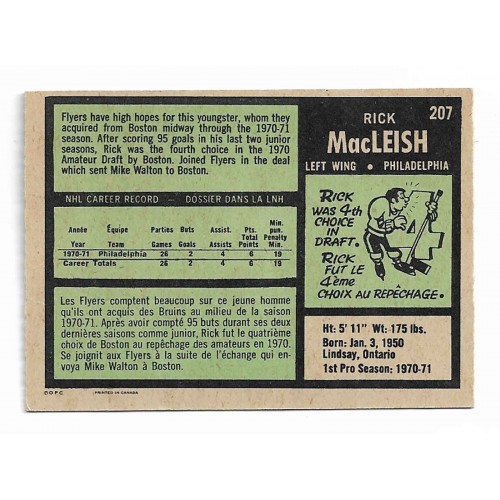 Flyers have high hopes for this youngster, whom they
acquired from Boston midway through the 1970-71
season. After scoring 95 goals in his last two junior
seasons, Rick was the fourth choice in the 1970
Amateur Draft by Boston. Joined Flyers in the deal
which sent Mike Walton to Boston.
NHL CAREER RECORD — DOSSIER DANS LA LNH
Année Équipe Parties Buts Assist. Pts Min. pun.
Year Team Games Goals Assists Total Points Penalty Min
1970-71 Philadelphia 26 2 4 6 19
Career Totals 26 2 4 6 19
Les Flyers comptent beaucoup sur ce jeune homme
qu'ils ont acquis des Bruins au milieu de la saison
1970-71. Après avoir compté 95 buts durant ses deux
dernières saisons comme junior, Rick fut le quatrième
choix de Boston au repêchage des amateurs en 1970.
Se joignit aux Flyers à la suite de l'échange qui en-
voya Mike Walton à Boston.
©O.P.C. PRINTED IN CANADA
207
RICK
MacLEISH
LEFT WING • PHILADELPHIA
RICK
WAS 4TH
CHOICE
IN
DRAFT.
RICK
FUT LE
4ÈME
CHOIX AU REPÊCHAGE.
4
Ht: 5' 11" Wt: 175 lbs.
Born: Jan. 3, 1950
Lindsay, Ontario
1st Pro Season: 1970-71